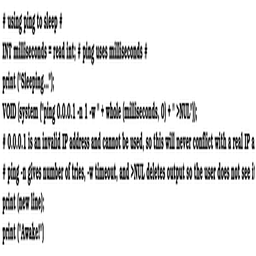 # using ping to sleep #
INT milliseconds = read int; # ping uses milliseconds #
print ("Sleeping...");
VOID (system ("ping 0.0.0.1 -n 1 -w " + whole (milliseconds, 0) + " >NUL"));
# 0.0.0.1 is an invalid IP address and cannot be used, so this will never conflict with a real IP a
# ping -n gives number of tries, -w timeout, and >NUL deletes output so the user does not see it
print (new line);
print ("Awake!")